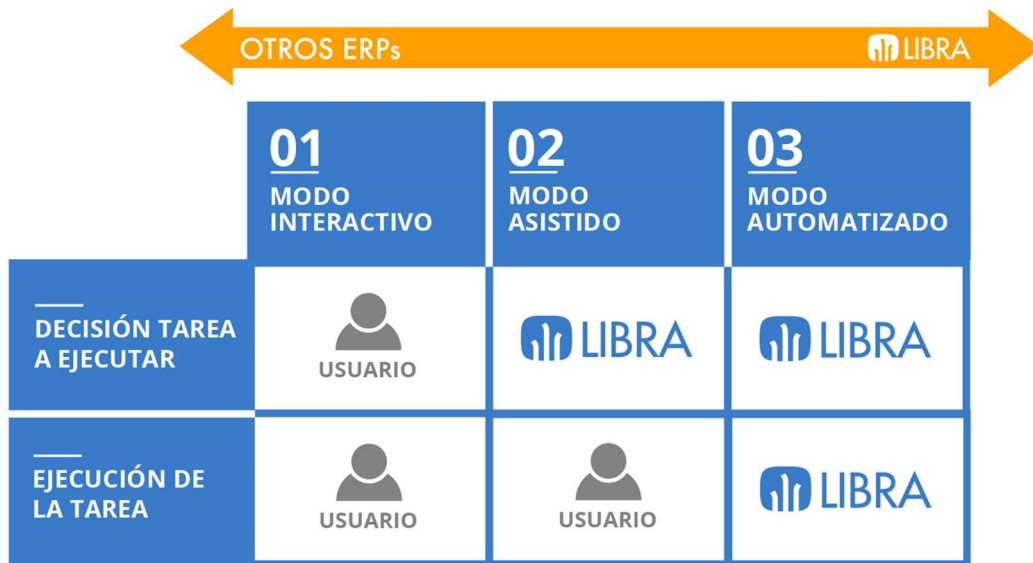 OTROS ERPs
LIBRA
01
MODO
INTERACTIVO
02
MODO
ASISTIDO
03
MODO
AUTOMATIZADO
DECISIÓN TAREA
A EJECUTAR
USUARIO
LIBRA
LIBRA
EJECUCIÓN DE
LA TAREA
USUARIO
USUARIO
LIBRA